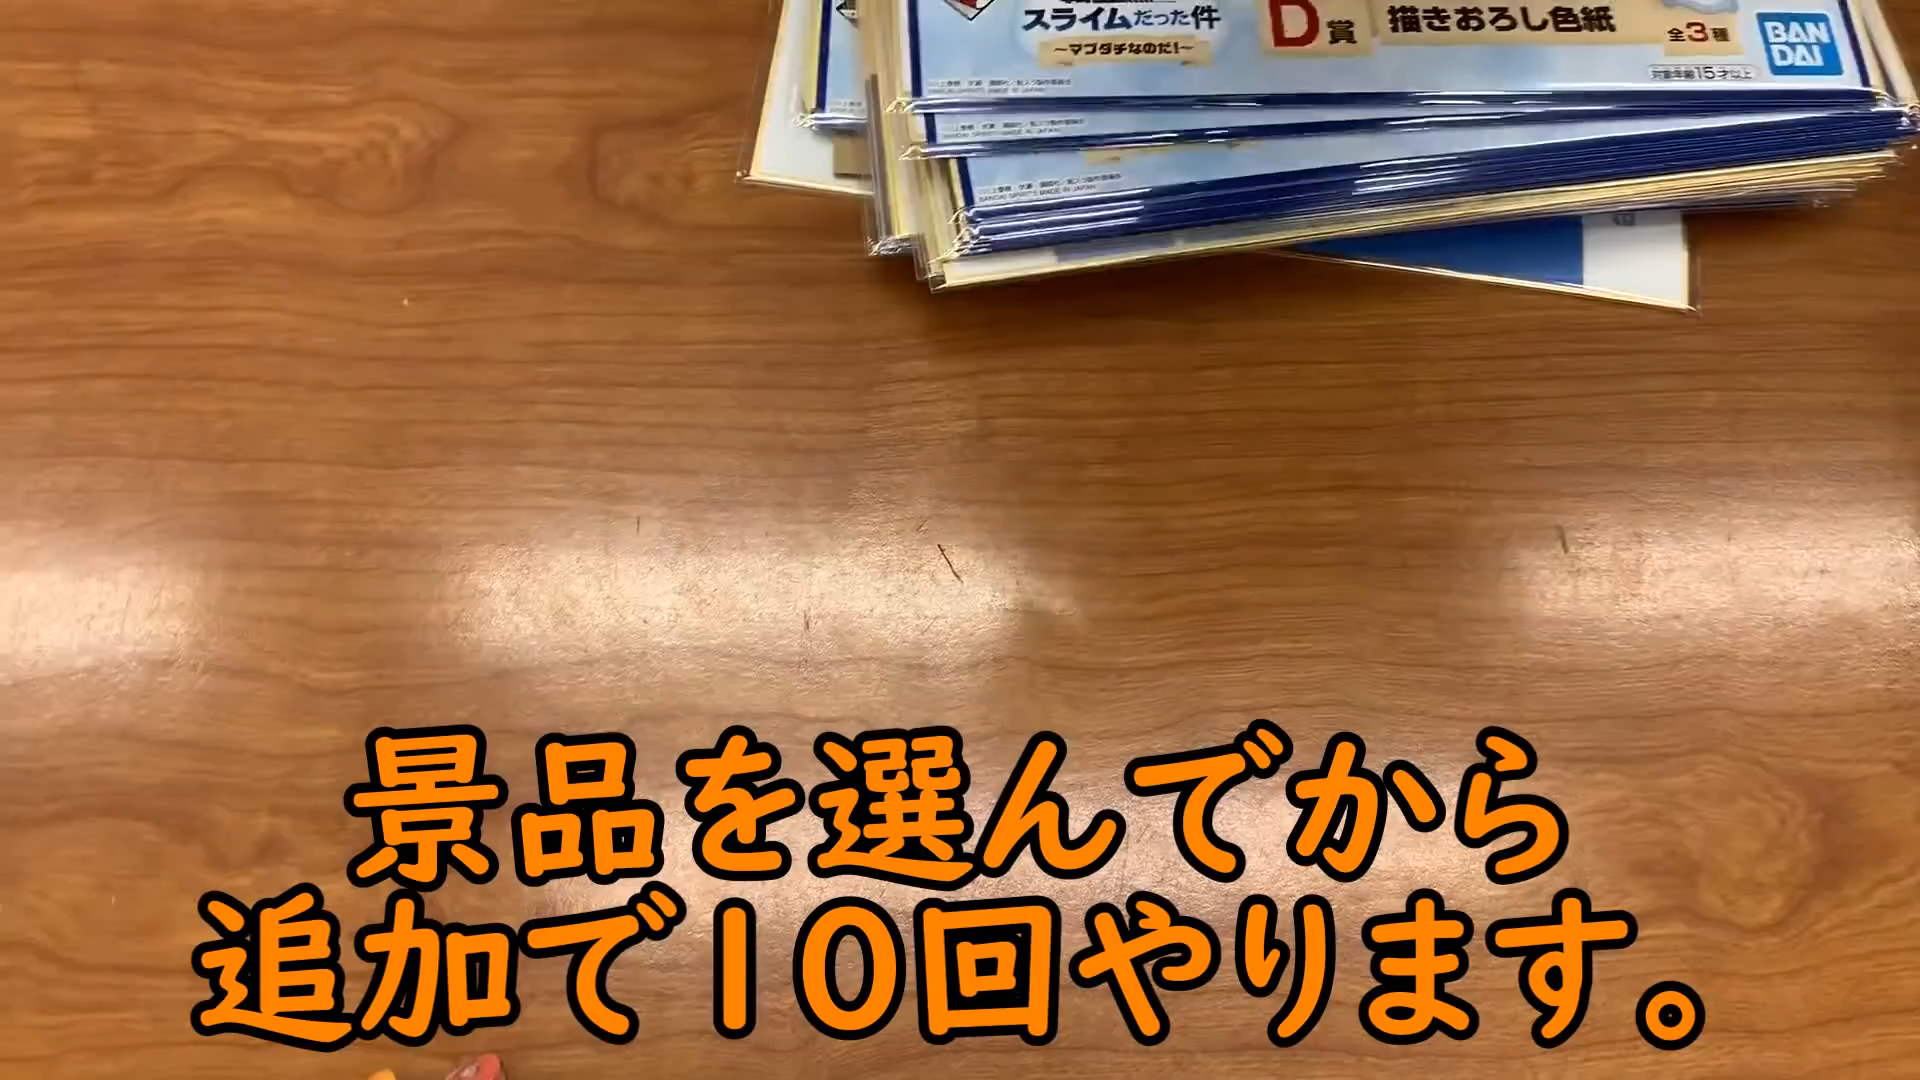 スライムだった件
～マブダチなのだ！～
D賞
描きおろし色紙
全3種
対象年齢15才以上
BAN
DAI
景品を選んでから
追加で10回やります。